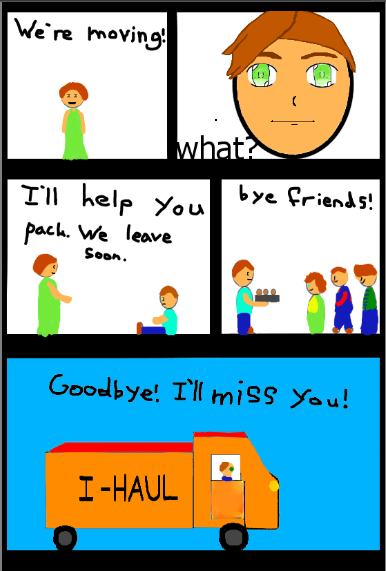 We're moving!
what?
I'll help you
pack. We leave
soon.
bye friends!
Goodbye! I'll miss you!
I-HAUL